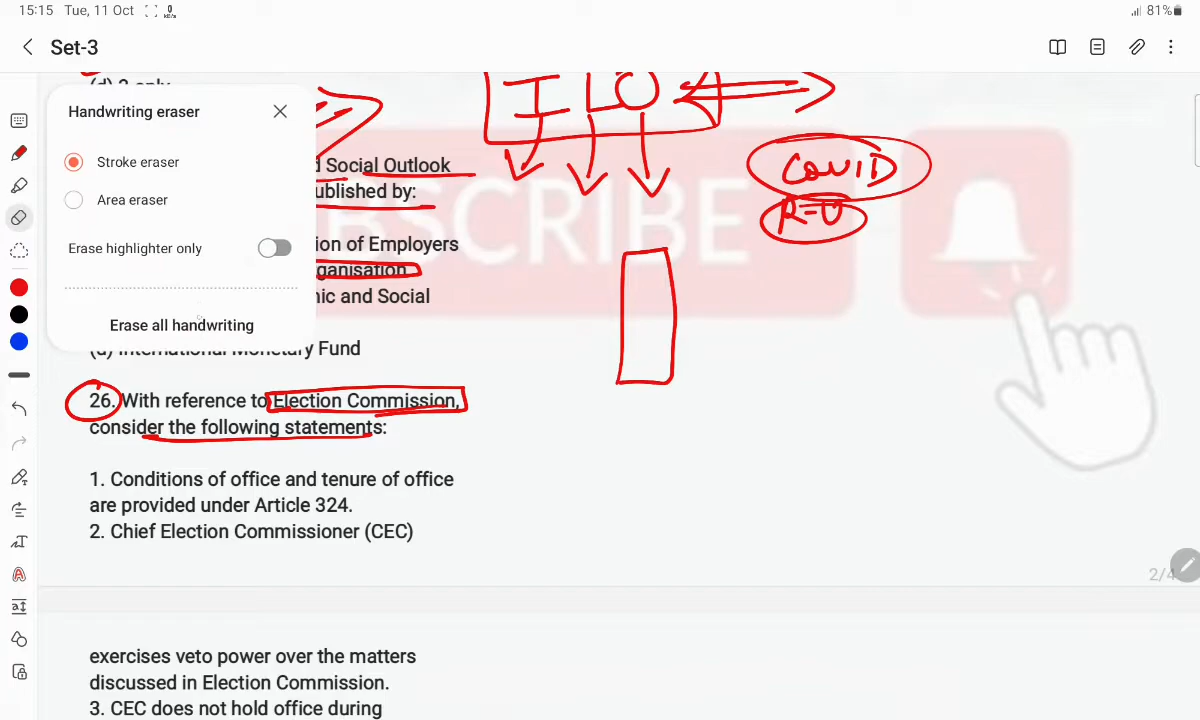 15:15 Tue, 11 Oct 81%
Set-3
(d) 2 only
I L O
Handwriting eraser
Stroke eraser
Area eraser
Erase highlighter only
Erase all handwriting
Social Outlook
ublished by:
ion of Employers
ganisation
nic and Social
(d) International Monetary Fund
COVID
SUBSCRIBE
26. With reference to Election Commission,
consider the following statements:
1. Conditions of office and tenure of office
are provided under Article 324.
2. Chief Election Commissioner (CEC)
2/4
exercises veto power over the matters
discussed in Election Commission.
3. CEC does not hold office during